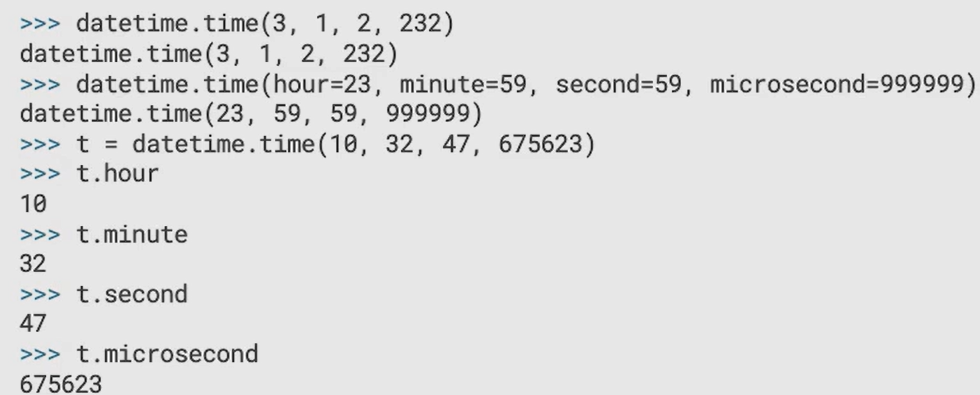 >>> datetime.time(3, 1, 2, 232)
datetime.time(3, 1, 2, 232)
>>> datetime.time(hour=23, minute=59, second=59, microsecond=999999)
datetime.time(23, 59, 59, 999999)
>>> t = datetime.time(10, 32, 47, 675623)
>>> t.hour
10
>>> t.minute
32
>>> t.second
47
>>> t.microsecond
675623